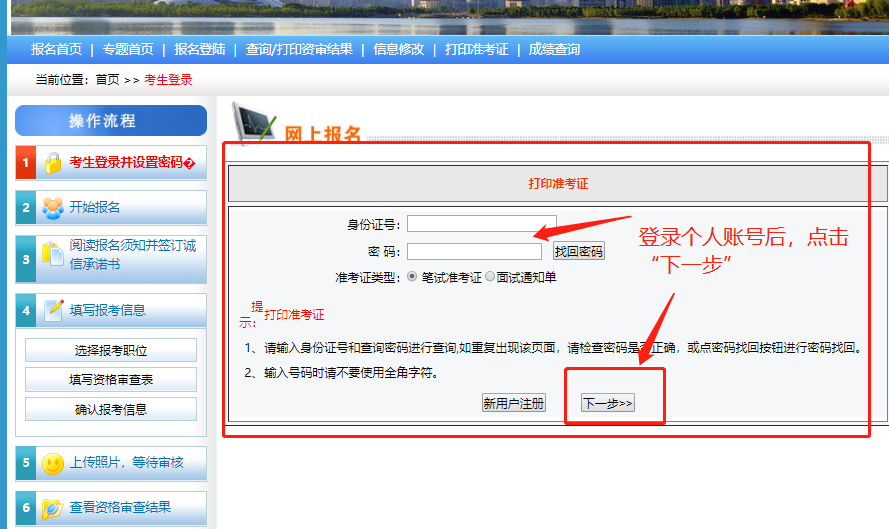 报名首页 | 专题首页 | 报名登陆 | 查询/打印资审结果 | 信息修改 | 打印准考证 | 成绩查询
当前位置：首页 >> 考生登录
操作流程
1 考生登录并设置密码�
2 开始报名
3 阅读报名须知并签订诚
信承诺书
4 填写报考信息
选择报考职位
填写资格审查表
确认报考信息
5 上传照片，等待审核
6 查看资格审查结果
网上报名
打印准考证
身份证号：
密 码： 找回密码
准考证类型： 笔试准考证 面试通知单
提
示：
打印准考证
1、 请输入身份证号和查询密码进行查询,如重复出现该页面，请检查密码是否正确，或点密码找回按钮进行密码找回。
2、 输入号码时请不要使用全角字符。
新用户注册 下一步>>
登录个人账号后，点击
“下一步”